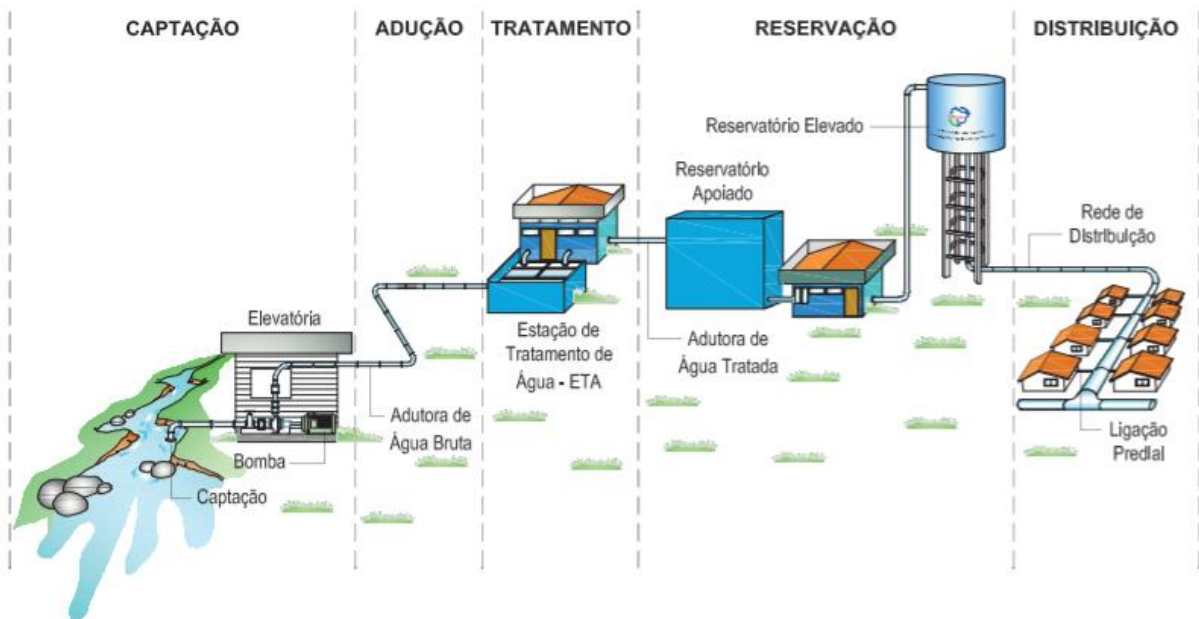 CAPTAÇÃO
ADUÇÃO
TRATAMENTO
RESERVAÇÃO
DISTRIBUIÇÃO
Reservatório Elevado
Reservatório
Apoiado
Rede de
Distribuição
Elevatória
Estação de
Tratamento de
Água - ETA
Adutora de
Água Tratada
Adutora de
Água Bruta
Bomba
Captação
Ligação
Predial